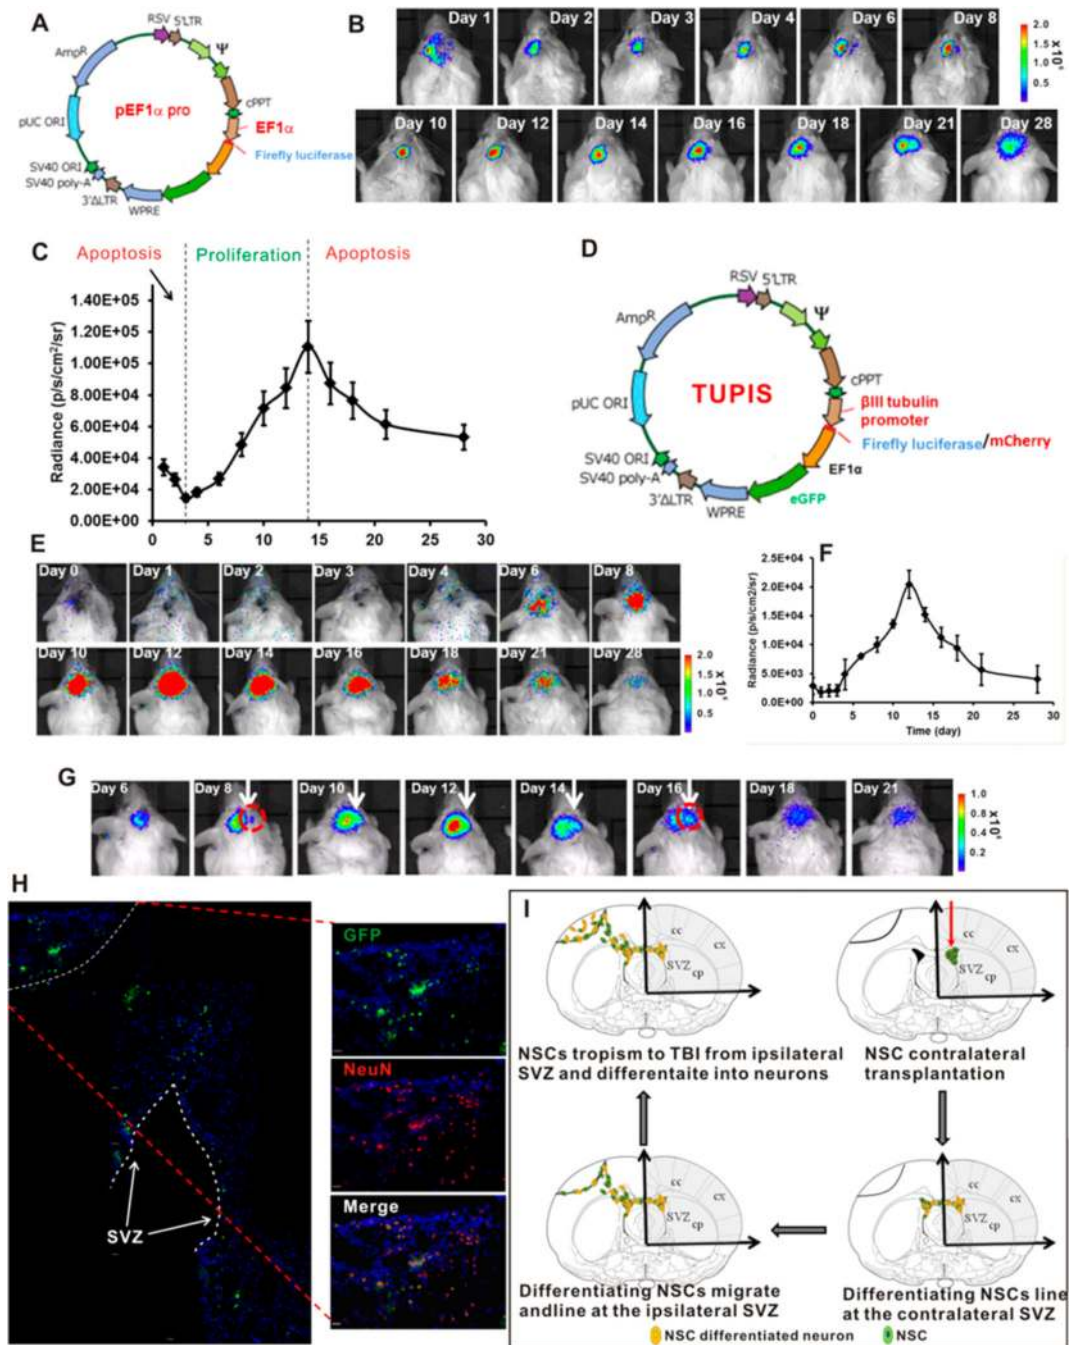 A
RSV
5'LTR
AmpR
Ψ
cPPT
pUC ORI
pEF1α pro
EF1α
Firefly luciferase
SV40 ORI
SV40 poly-A
3'ΔLTR
WPRE
B
Day 1
Day 2
Day 3
Day 4
Day 6
Day 8
2.0
1.5
1.0
0.5
Day 10
Day 12
Day 14
Day 16
Day 18
Day 21
Day 28
C
Apoptosis
Proliferation
Apoptosis
Radiance (p/s/cm²/sr)
1.40E+05
1.20E+05
1.00E+05
8.00E+04
6.00E+04
4.00E+04
2.00E+04
0.00E+00
0 5 10 15 20 25 30
D
RSV
5'LTR
AmpR
Ψ
cPPT
pUC ORI
TUPIS
βIII tubulin
promoter
Firefly luciferase/mCherry
EF1α
eGFP
SV40 ORI
SV40 poly-A
3'ΔLTR
WPRE
E
Day 0
Day 1
Day 2
Day 3
Day 4
Day 6
Day 8
Day 10
Day 12
Day 14
Day 16
Day 18
Day 21
Day 28
2.0
1.5
1.0
0.5
F
Radiance (p/s/cm2/sr)
2.5E+04
2.0E+04
1.5E+04
1.0E+04
5.0E+03
0.0E+00
0 5 10 15 20 25 30
Time (day)
G
Day 6
Day 8
Day 10
Day 12
Day 14
Day 16
Day 18
Day 21
1.0
0.8
0.6
0.4
0.2
H
SVZ
GFP
NeuN
Merge
I
cc
cx
SVZ
cp
NSCs tropism to TBI from ipsilateral
SVZ and differentaite into neurons
cc
cx
SVZ
cp
NSC contralateral
transplantation
cc
cx
SVZ
cp
Differentiating NSCs migrate
andline at the ipsilateral SVZ
cc
cx
SVZ
cp
Differentiating NSCs line
at the contralateral SVZ
NSC differentiated neuron
NSC